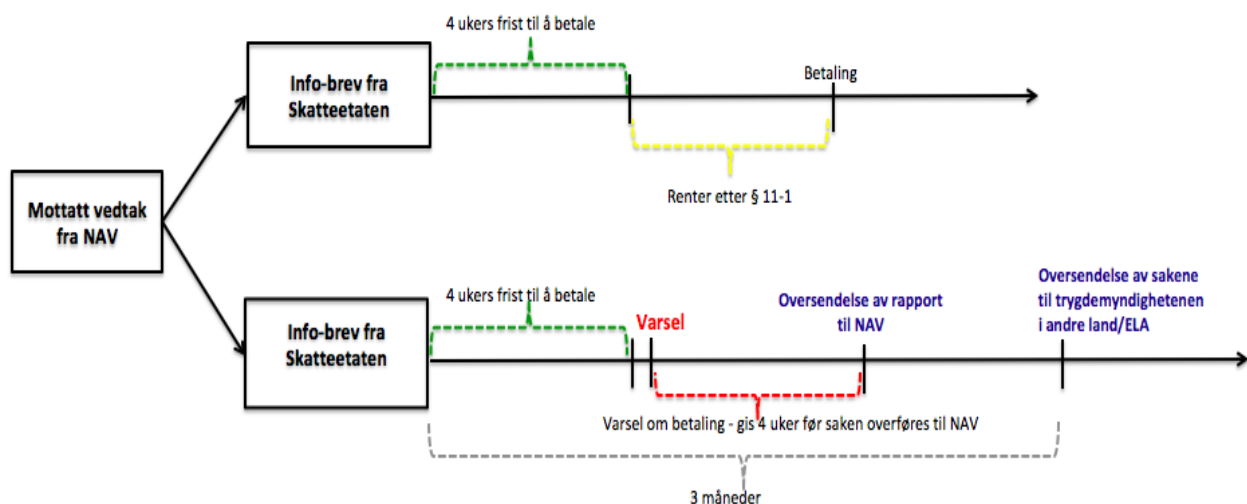 4 ukers frist til å betale
Info-brev fra
Skatteetaten
Betaling
Renter etter § 11-1
Mottatt vedtak
fra NAV
4 ukers frist til å betale
Info-brev fra
Skatteetaten
Varsel
Oversendelse av rapport
til NAV
Oversendelse av sakene
til trygdemyndighetenen
i andre land/ELA
Varsel om betaling - gis 4 uker før saken overføres til NAV
3 måneder